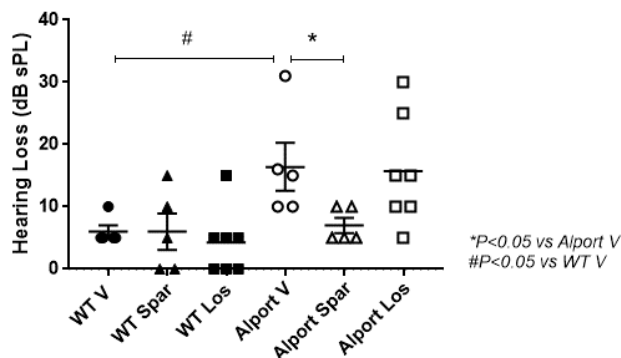 40
30
20
10
0
Hearing Loss (dB sPL)
#
*
WT V
WT Spar
WT Los
Alport V
Alport Spar
Alport Los
*P<0.05 vs Alport V
#P<0.05 vs WT V